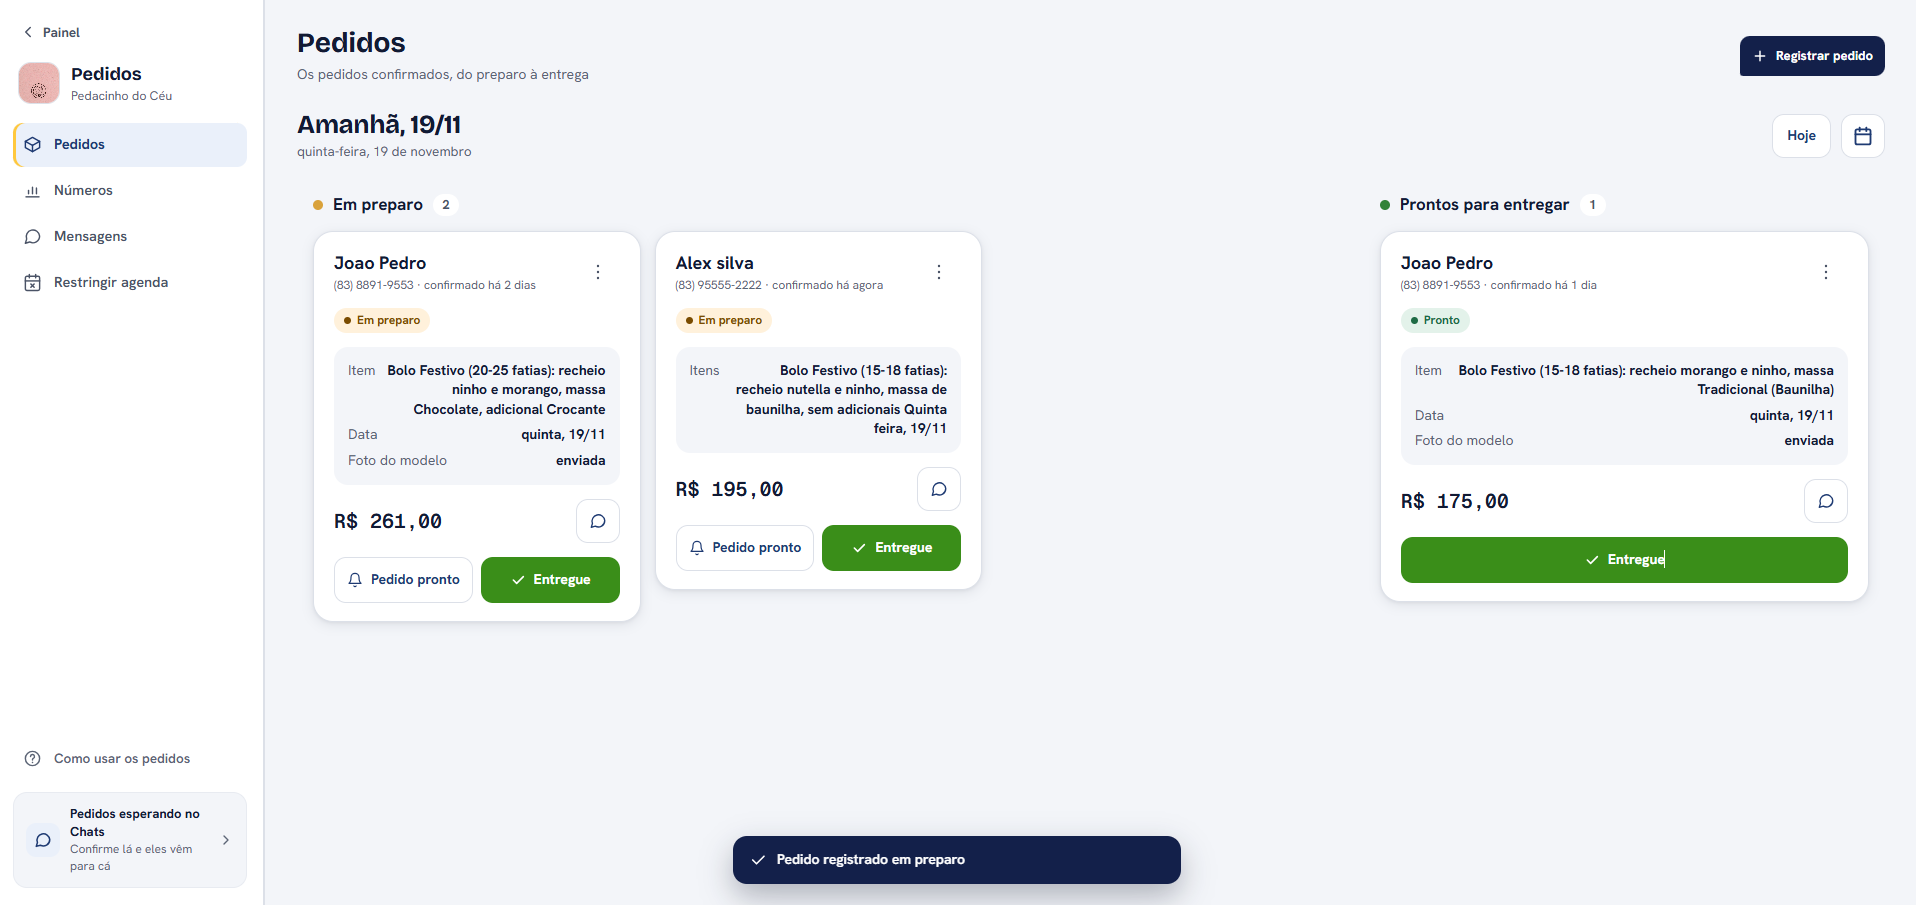 Painel
Pedidos
Pedacinho do Céu
Pedidos
Números
Mensagens
Restringir agenda
Como usar os pedidos
Pedidos esperando no
Chats
Confirme lá e eles vêm
para cá
Pedidos
Os pedidos confirmados, do preparo à entrega
Registrar pedido
Amanhã, 19/11
quinta-feira, 19 de novembro
Hoje
Em preparo 2
Joao Pedro
(83) 8891-9553 · confirmado há 2 dias
Em preparo
Item Bolo Festivo (20-25 fatias): recheio
ninho e morango, massa
Chocolate, adicional Crocante
Data quinta, 19/11
Foto do modelo enviada
R$ 261,00
Pedido pronto Entregue
Alex silva
(83) 95555-2222 · confirmado há agora
Em preparo
Itens Bolo Festivo (15-18 fatias):
recheio nutella e ninho, massa de
baunilha, sem adicionais Quinta
feira, 19/11
R$ 195,00
Pedido pronto Entregue
Prontos para entregar 1
Joao Pedro
(83) 8891-9553 · confirmado há 1 dia
Pronto
Item Bolo Festivo (15-18 fatias): recheio morango e ninho, massa
Tradicional (Baunilha)
Data quinta, 19/11
Foto do modelo enviada
R$ 175,00
Entregue
Pedido registrado em preparo